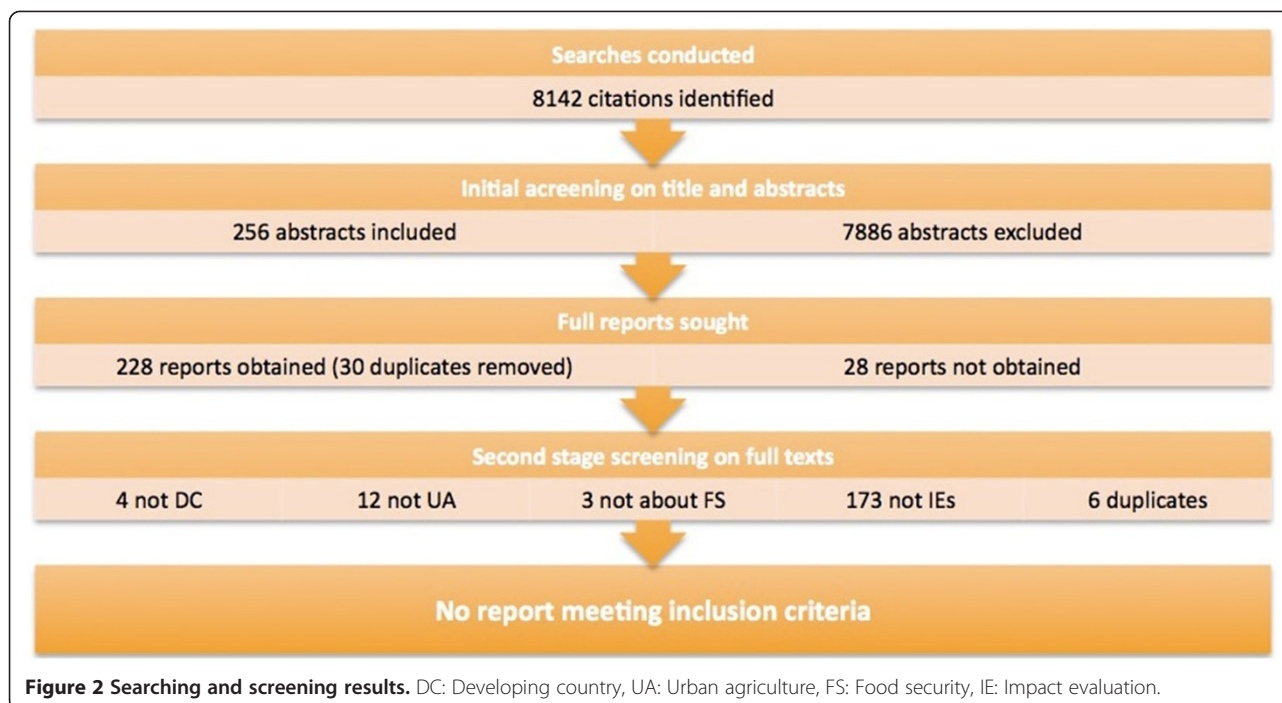 Searches conducted
8142 citations identified
Initial acreening on title and abstracts
256 abstracts included
7886 abstracts excluded
Full reports sought
228 reports obtained (30 duplicates removed)
28 reports not obtained
Second stage screening on full texts
4 not DC
12 not UA
3 not about FS
173 not IEs
6 duplicates
No report meeting inclusion criteria
Figure 2 Searching and screening results. DC: Developing country, UA: Urban agriculture, FS: Food security, IE: Impact evaluation.